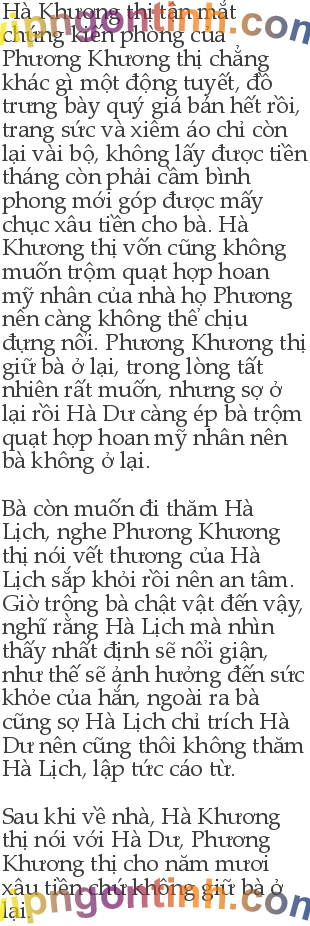 Hà Khương thị tận mắt
chứng kiến phòng của
Phương Khương thị chẳng
khác gì một động tuyết, đồ
trưng bày quý giá bán hết rồi,
trang sức và xiêm áo chỉ còn
lại vài bộ, không lấy được tiền
tháng còn phải cầm bình
phong mới góp được mấy
chục xâu tiền cho bà. Hà
Khương thị vốn cũng không
muốn trộm quạt hợp hoan
mỹ nhân của nhà họ Phương
nên càng không thể chịu
đựng nổi. Phương Khương thị
giữ bà ở lại, trong lòng tất
nhiên rất muốn, nhưng sợ ở
lại rồi Hà Dư càng ép bà trộm
quạt hợp hoan mỹ nhân nên
bà không ở lại.
Bà còn muốn đi thăm Hà
Lịch, nghe Phương Khương
thị nói vết thương của Hà
Lịch sắp khỏi rồi nên an tâm.
Giờ trông bà chật vật đến vậy,
nghĩ rằng Hà Lịch mà nhìn
thấy nhất định sẽ nổi giận,
như thế sẽ ảnh hưởng đến sức
khỏe của hắn, ngoài ra bà
cũng sợ Hà Lịch chỉ trích Hà
Dư nên cũng thôi không thăm
Hà Lịch, lập tức cáo từ.
Sau khi về nhà, Hà Khương
thị nói với Hà Dư, Phương
Khương thị cho năm mươi
xâu tiền chứ không giữ bà ở
lại.
vipngontinh.com
vipngontinh.com